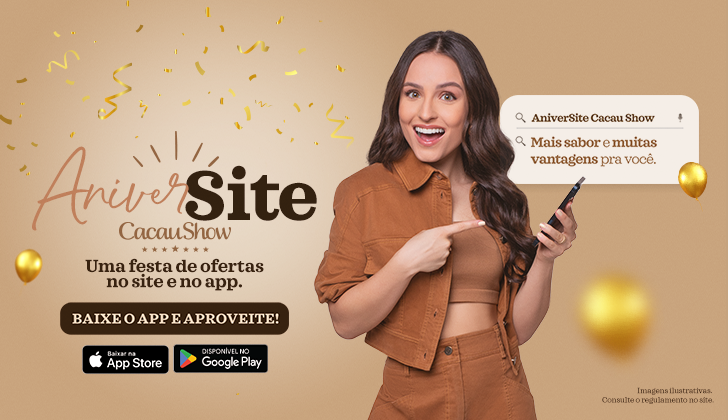 AniverSite
CacauShow
Uma festa de ofertas
no site e no app.
BAIXE O APP E APROVEITE!
Baixar na
App Store
DISPONÍVEL NO
Google Play
AniverSite Cacau Show
Mais sabor e muitas
vantagens pra você.
Imagens ilustrativas.
Consulte o regulamento no site.